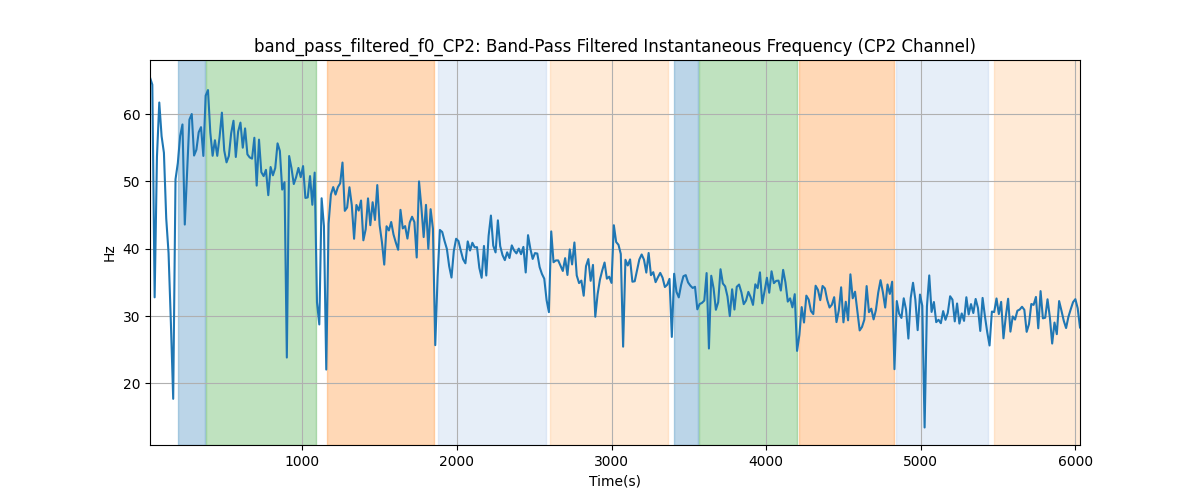 band_pass_filtered_f0_CP2: Band-Pass Filtered Instantaneous Frequency (CP2 Channel)
60
50
40
30
20
Hz
1000 2000 3000 4000 5000 6000
Time(s)